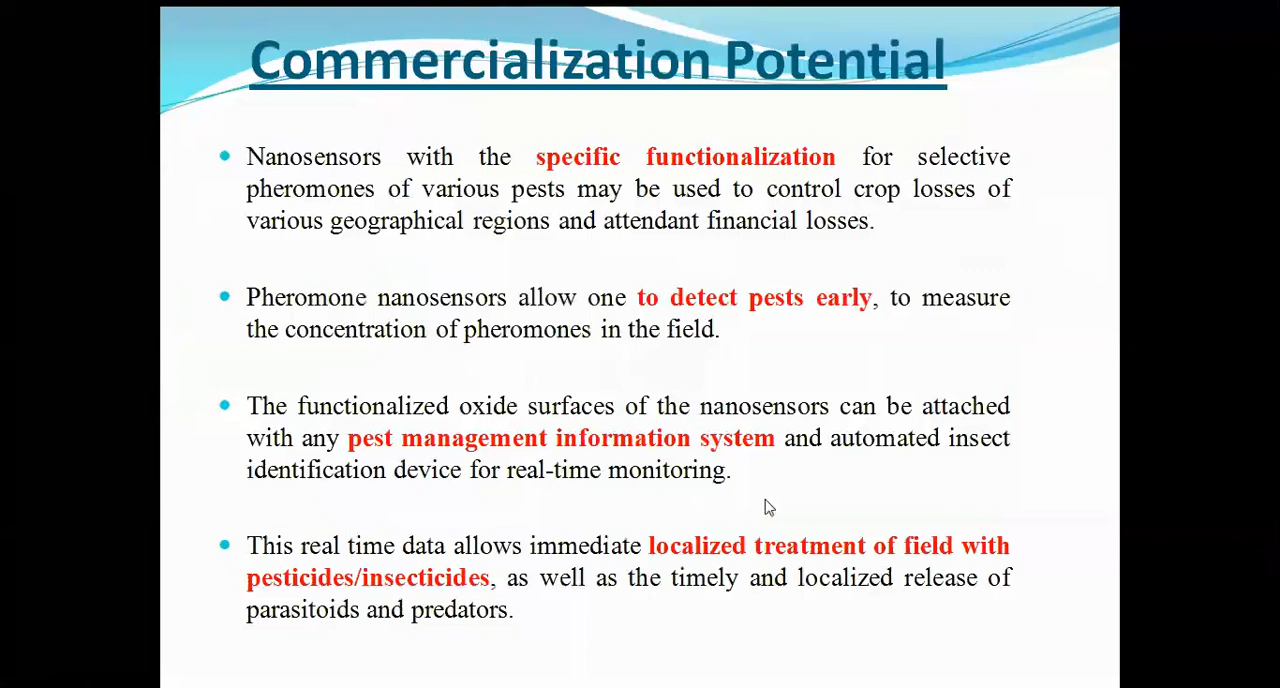 Commercialization Potential
Nanosensors with the specific functionalization for selective
pheromones of various pests may be used to control crop losses of
various geographical regions and attendant financial losses.
Pheromone nanosensors allow one to detect pests early, to measure
the concentration of pheromones in the field.
The functionalized oxide surfaces of the nanosensors can be attached
with any pest management information system and automated insect
identification device for real-time monitoring.
This real time data allows immediate localized treatment of field with
pesticides/insecticides, as well as the timely and localized release of
parasitoids and predators.